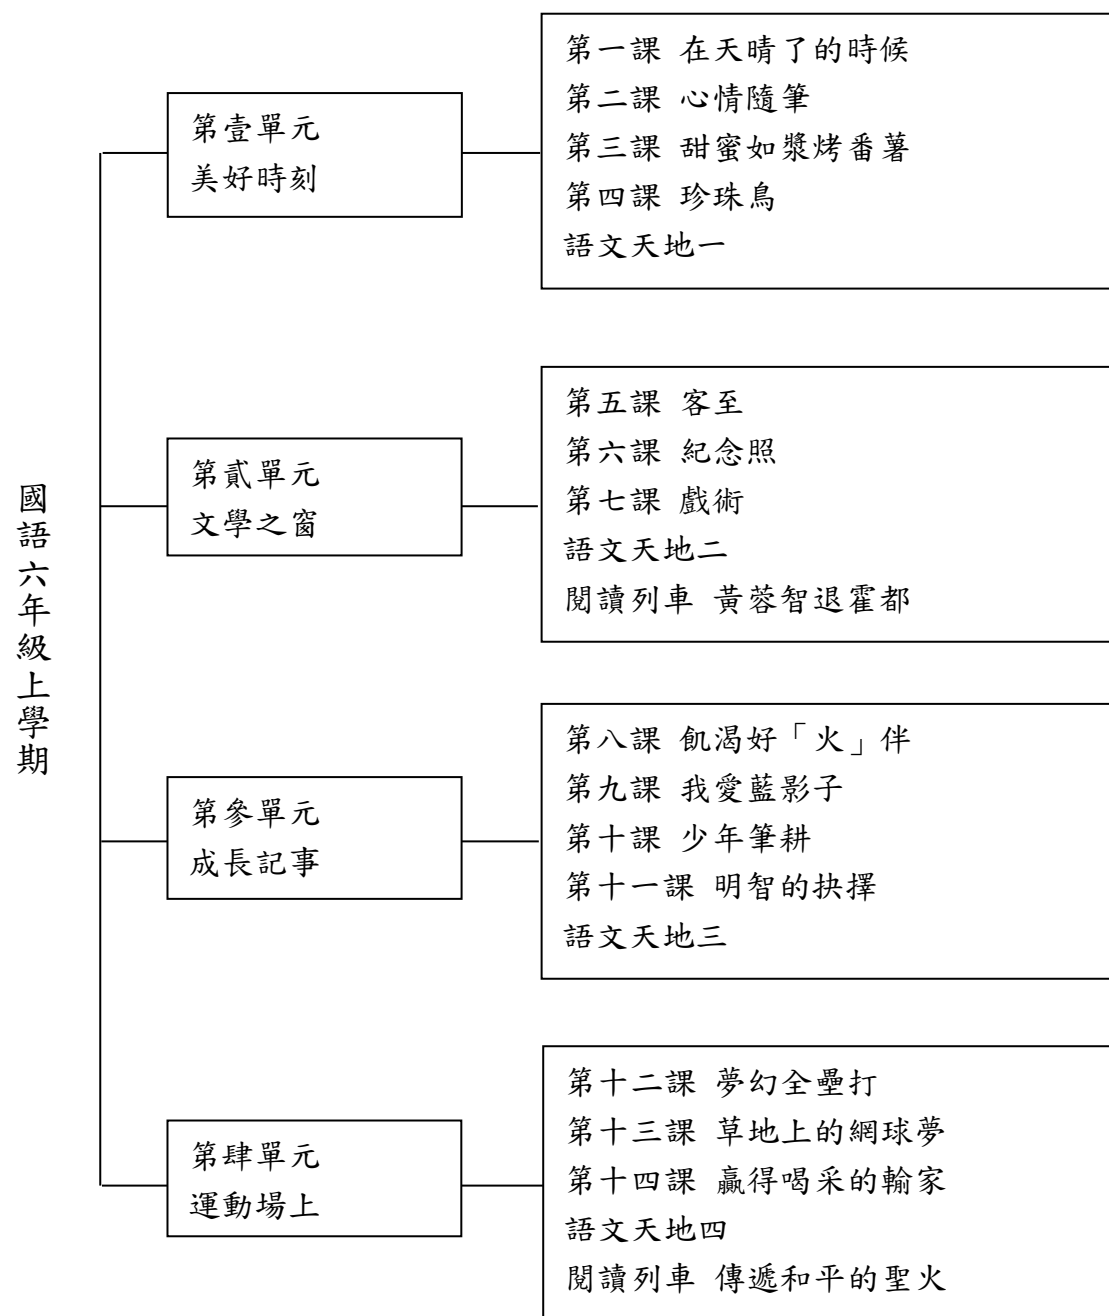 國語六年級上學期
第壹單元
美好時刻
第一課 在天晴了的時候
第二課 心情隨筆
第三課 甜蜜如漿烤番薯
第四課 珍珠鳥
語文天地一
第貳單元
文學之窗
第五課 客至
第六課 紀念照
第七課 戲術
語文天地二
閱讀列車 黃蓉智退霍都
第參單元
成長記事
第八課 飢渴好「火」伴
第九課 我愛藍影子
第十課 少年筆耕
第十一課 明智的抉擇
語文天地三
第肆單元
運動場上
第十二課 夢幻全壘打
第十三課 草地上的網球夢
第十四課 贏得喝采的輸家
語文天地四
閱讀列車 傳遞和平的聖火